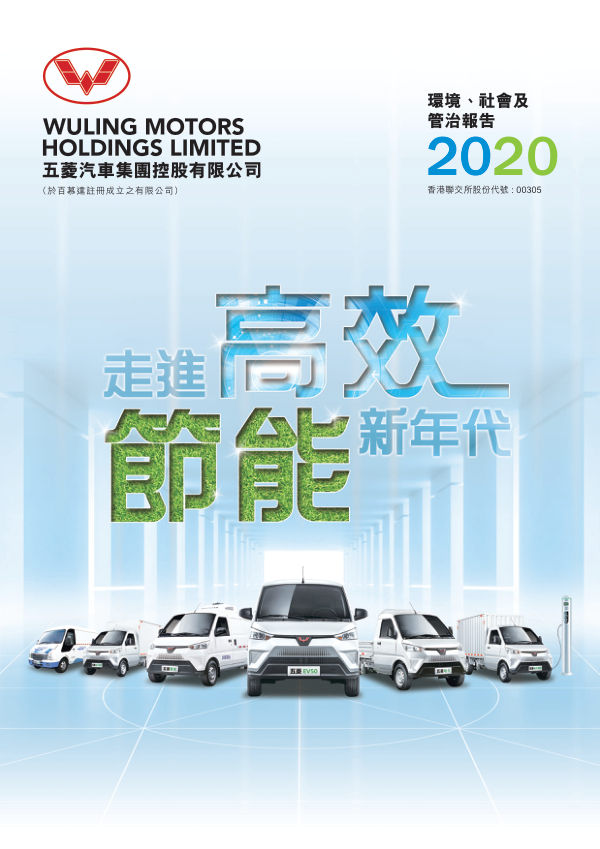 WULING MOTORS
HOLDINGS LIMITED
五菱汽車集團控股有限公司
(於百慕達註冊成立之有限公司)
環境、社會及
管治報告
2020
香港聯交所股份代號 : 00305
走進高效
節能新年代
五菱 EV50